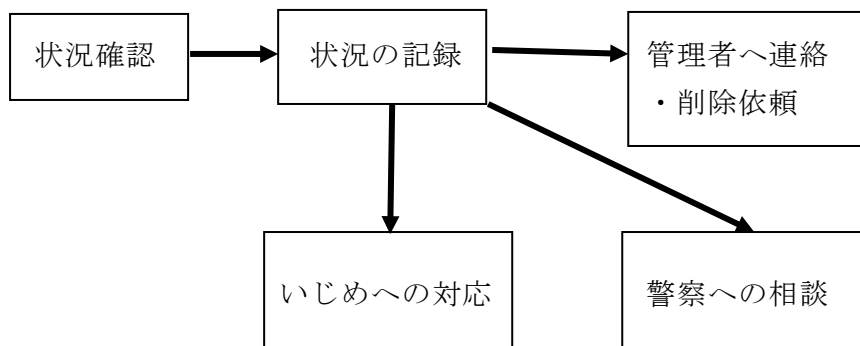 状況確認
状況の記録
管理者へ連絡
・削除依頼
いじめへの対応
警察への相談